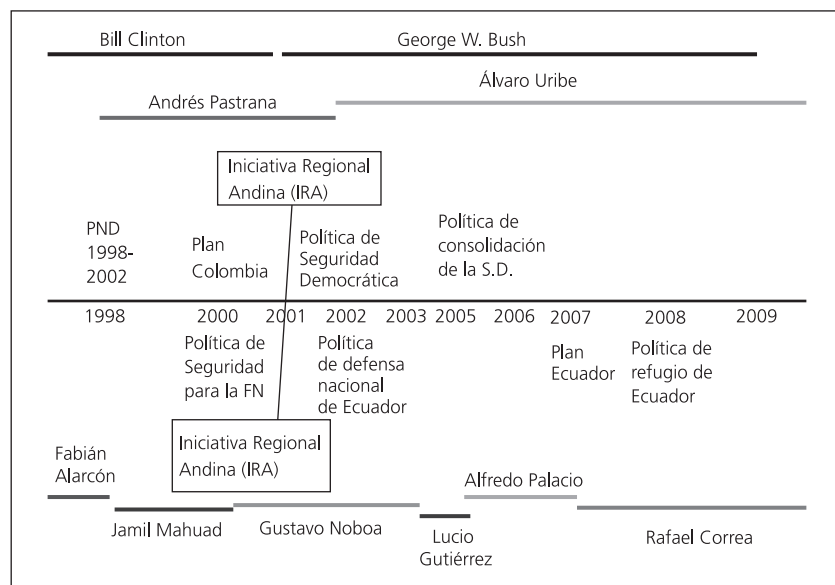 Bill Clinton
George W. Bush
Álvaro Uribe
Andrés Pastrana
Iniciativa Regional
Andina (IRA)
PND
1998-
2002
Plan
Colombia
Política de
Seguridad
Democrática
Política de
consolidación
de la S.D.
1998 2000 2001 2002 2003 2005 2006 2007 2008 2009
Política de
Seguridad
para la FN
Política
de defensa
nacional
de Ecuador
Plan
Ecuador
Política de
refugio de
Ecuador
Iniciativa Regional
Andina (IRA)
Fabián
Alarcón
Jamil Mahuad
Gustavo Noboa
Lucio
Gutiérrez
Alfredo Palacio
Rafael Correa